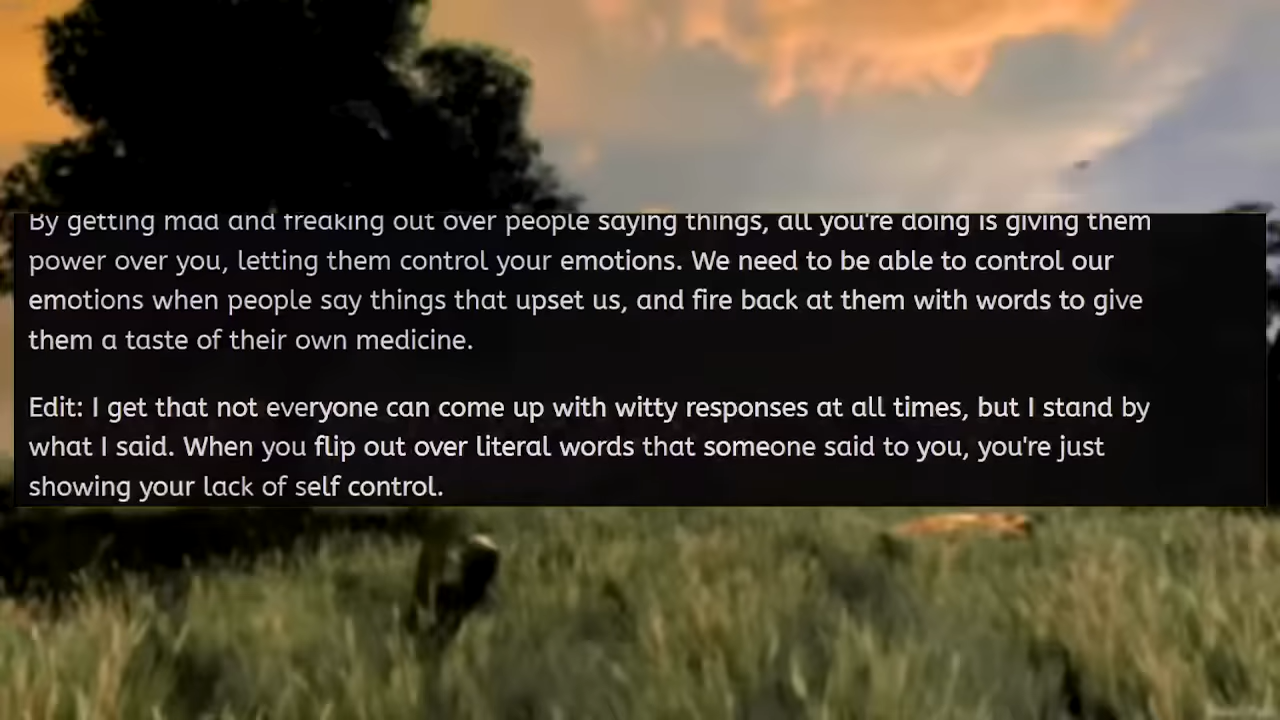 By getting mad and freaking out over people saying things, all you're doing is giving them
power over you, letting them control your emotions. We need to be able to control our
emotions when people say things that upset us, and fire back at them with words to give
them a taste of their own medicine.
Edit: I get that not everyone can come up with witty responses at all times, but I stand by
what I said. When you flip out over literal words that someone said to you, you're just
showing your lack of self control.